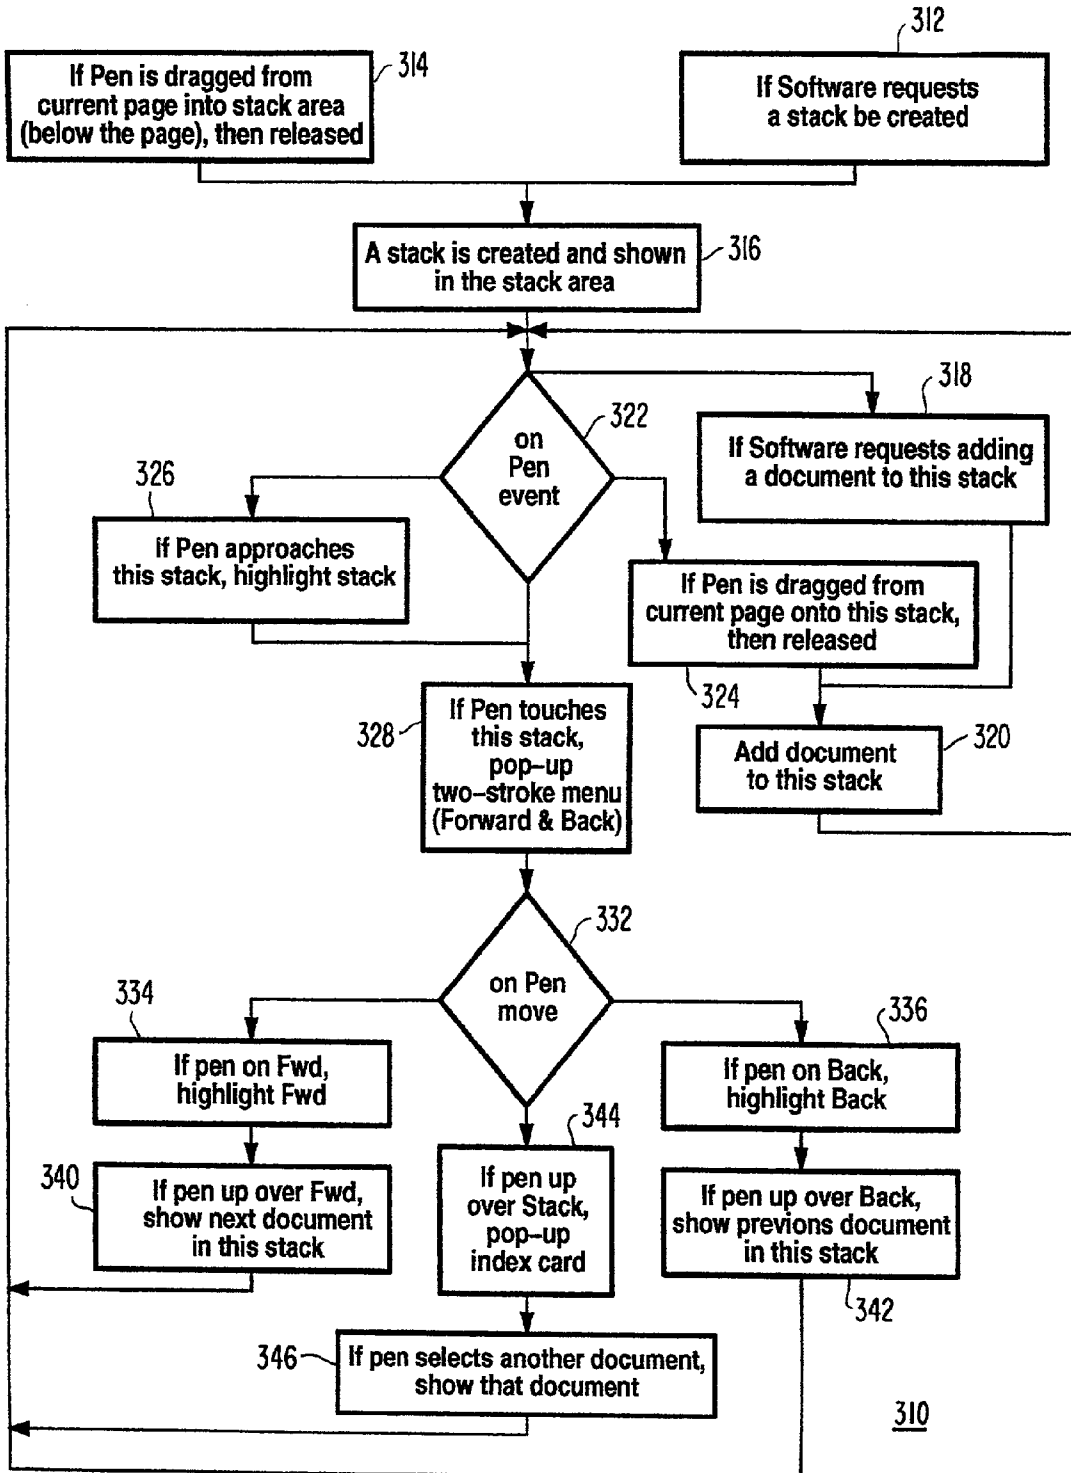 312
314
If Pen is dragged from
current page into stack area
(below the page), then released
If Software requests
a stack be created
A stack is created and shown
in the stack area
316
318
322
on
Pen
event
If Software requests adding
a document to this stack
326
If Pen approaches
this stack, highlight stack
If Pen is dragged from
current page onto this stack,
then released
324
328
If Pen touches
this stack,
pop-up
two-stroke menu
(Forward & Back)
320
Add document
to this stack
332
on Pen
move
334
If pen on Fwd,
highlight Fwd
336
If pen on Back,
highlight Back
340
If pen up over Fwd,
show next document
in this stack
344
If pen up
over Stack,
pop-up
index card
If pen up over Back,
show previons document
in this stack
342
346
If pen selects another document,
show that document
310